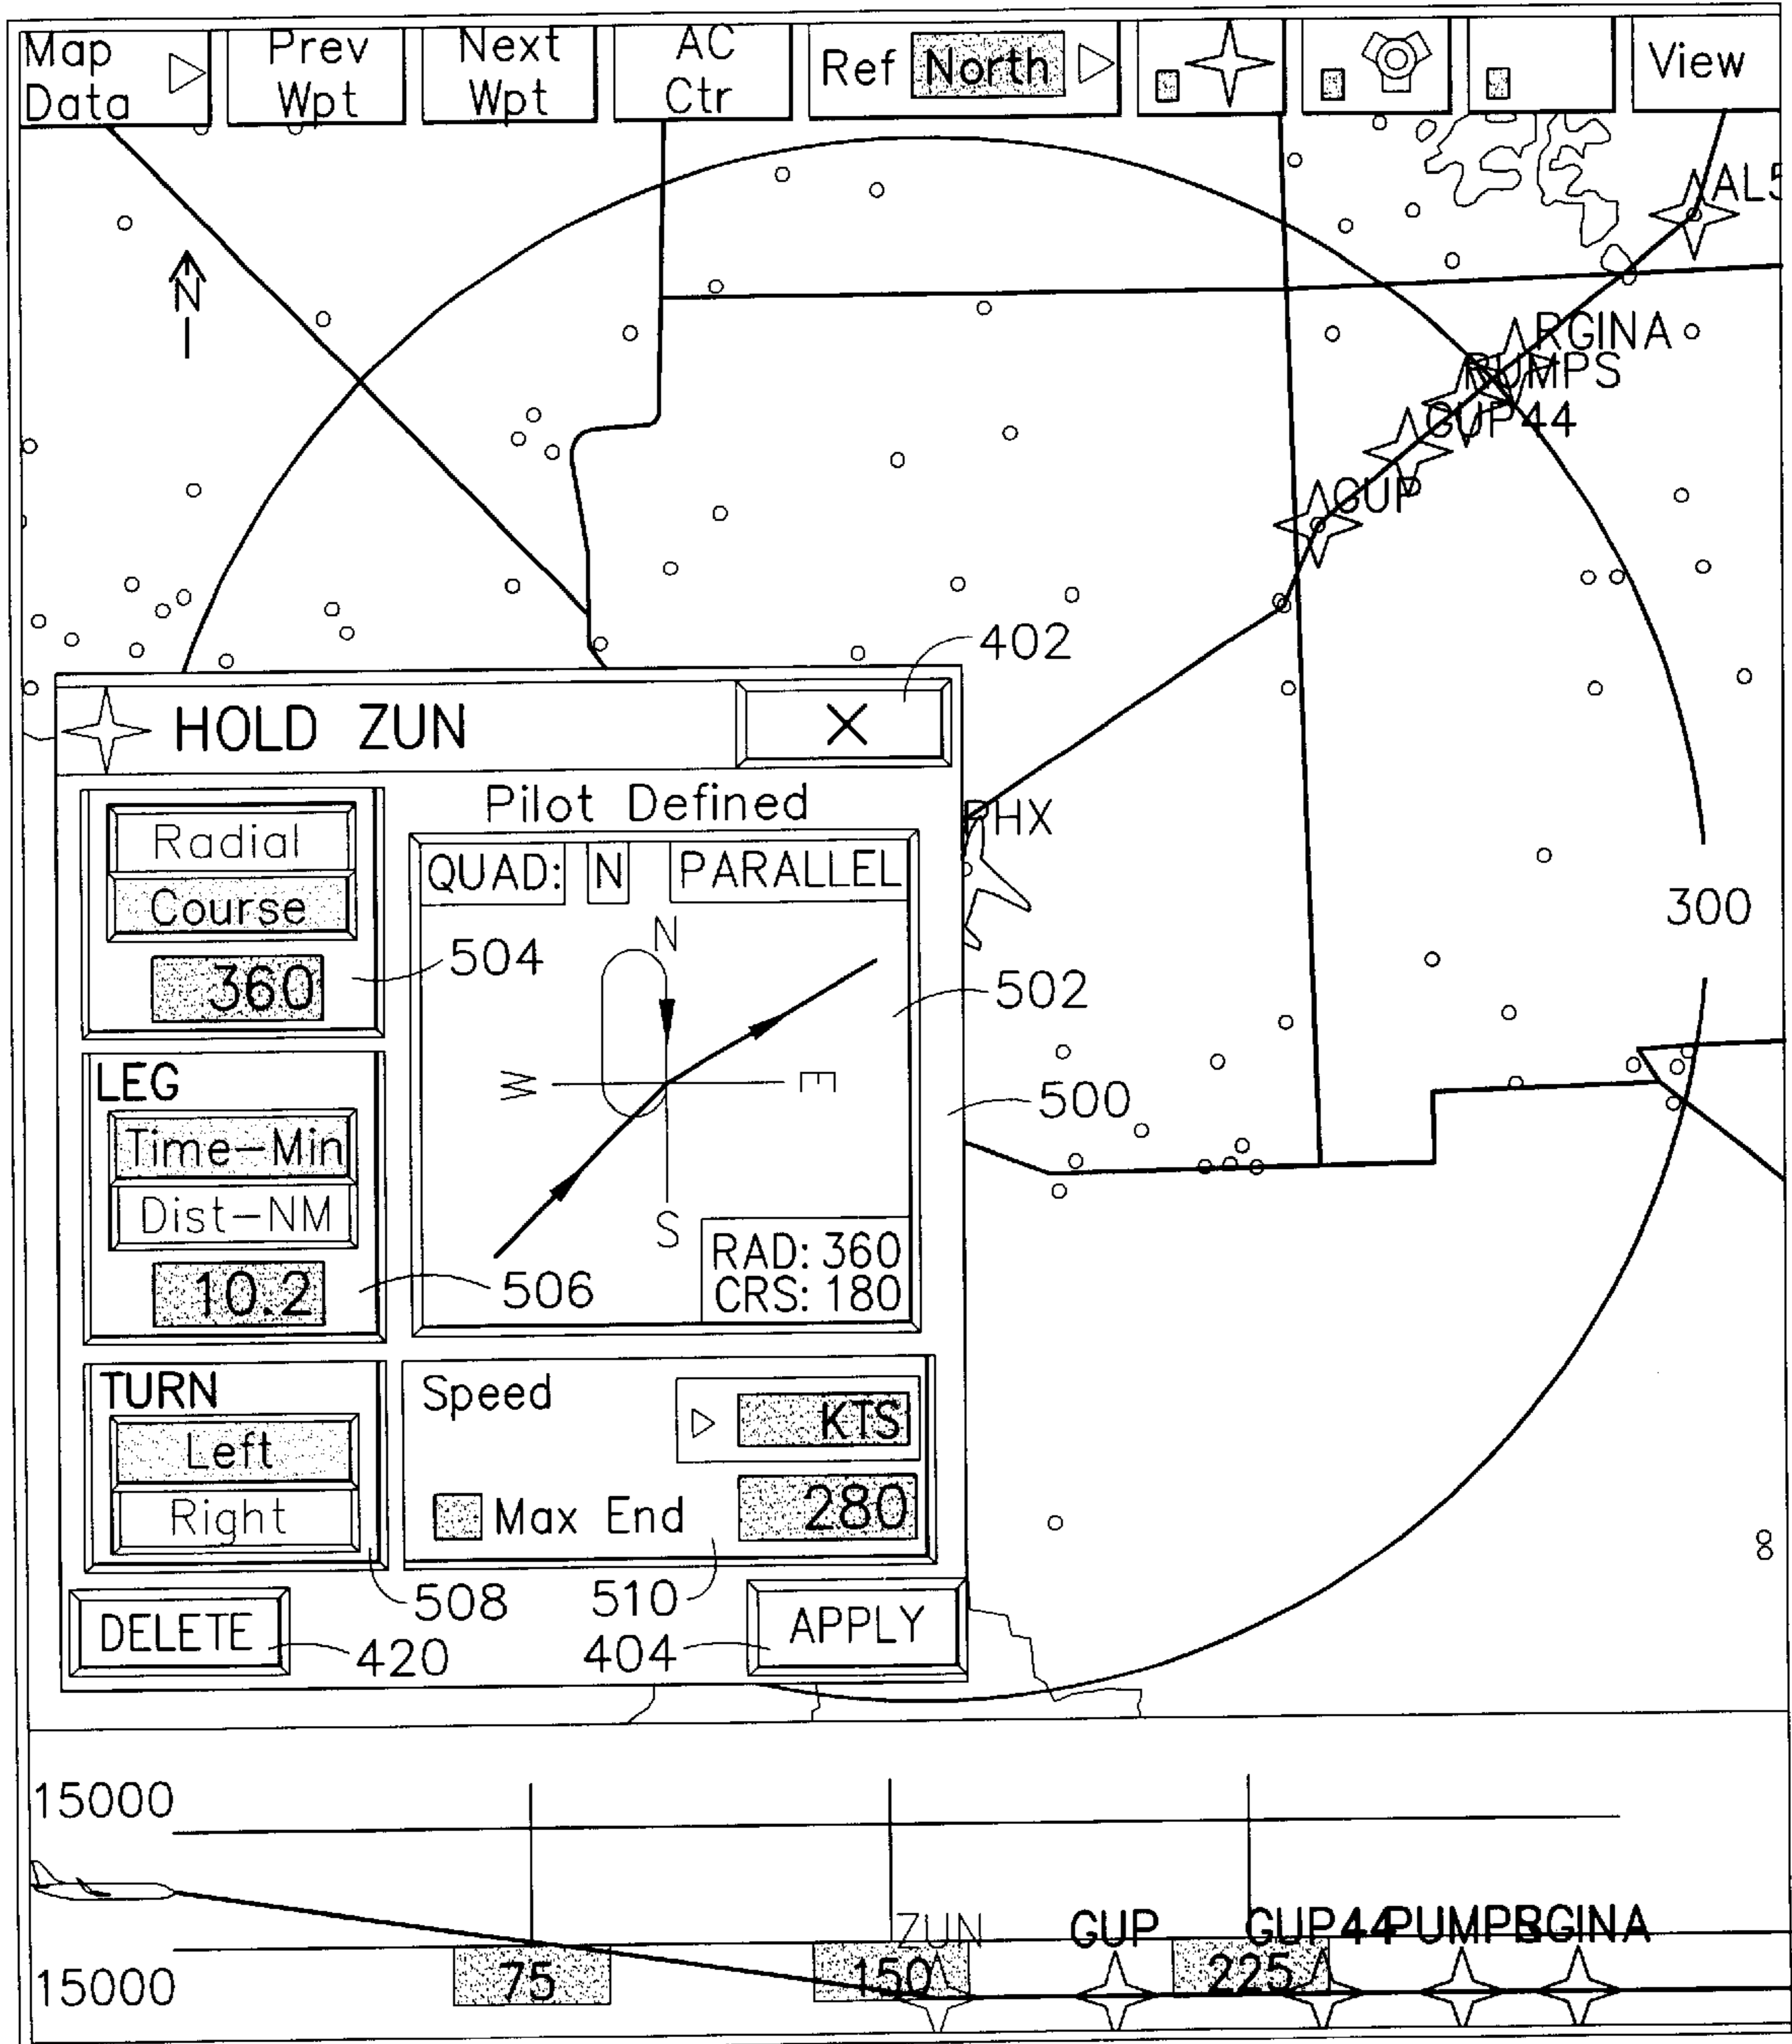 Map Data
Prev Wpt
Next Wpt
AC Ctr
Ref North
View
N
AL5
RGINA
PUMPS
GUP44
GUP
402
HOLD ZUN
X
Pilot Defined
PHX
Radial
Course
360
504
QUAD: N PARALLEL
N
W
E
S
502
300
500
RAD: 360
CRS: 180
LEG
Time-Min
Dist-NM
10.2
506
TURN
Left
Right
508
Speed
KTS
Max End
280
510
DELETE
420
404
APPLY
15000
ZUN
GUP
GUP44
PUMPS
RGINA
15000
75
150
225